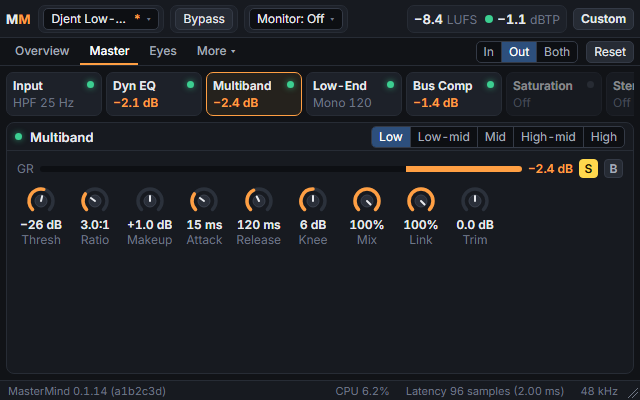 MM Djent Low-... * Bypass Monitor: Off −8.4 LUFS −1.1 dBTP Custom
Overview Master Eyes More In Out Both Reset
Input Dyn EQ Multiband Low-End Bus Comp Saturation
HPF 25 Hz −2.1 dB −2.4 dB Mono 120 −1.4 dB Off Off
Multiband Low Low-mid Mid High-mid High
GR −2.4 dB S B
−26 dB 3.0:1 +1.0 dB 15 ms 120 ms 6 dB 100% 100% 0.0 dB
Thresh Ratio Makeup Attack Release Knee Mix Link Trim
MasterMind 0.1.14 (a1b2c3d) CPU 6.2% Latency 96 samples (2.00 ms) 48 kHz